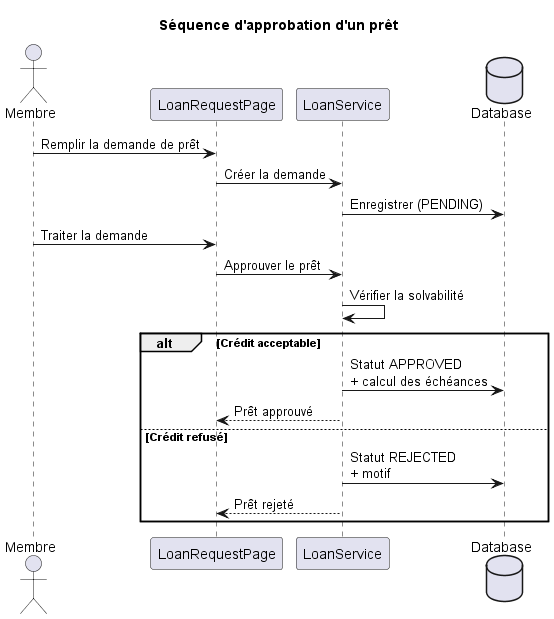 Séquence d'approbation d'un prêt
Membre
LoanRequestPage
LoanService
Database
Remplir la demande de prêt
Créer la demande
Enregistrer (PENDING)
Traiter la demande
Approuver le prêt
Vérifier la solvabilité
alt
[Crédit acceptable]
Statut APPROVED
+ calcul des échéances
Prêt approuvé
[Crédit refusé]
Statut REJECTED
+ motif
Prêt rejeté
Membre
LoanRequestPage
LoanService
Database